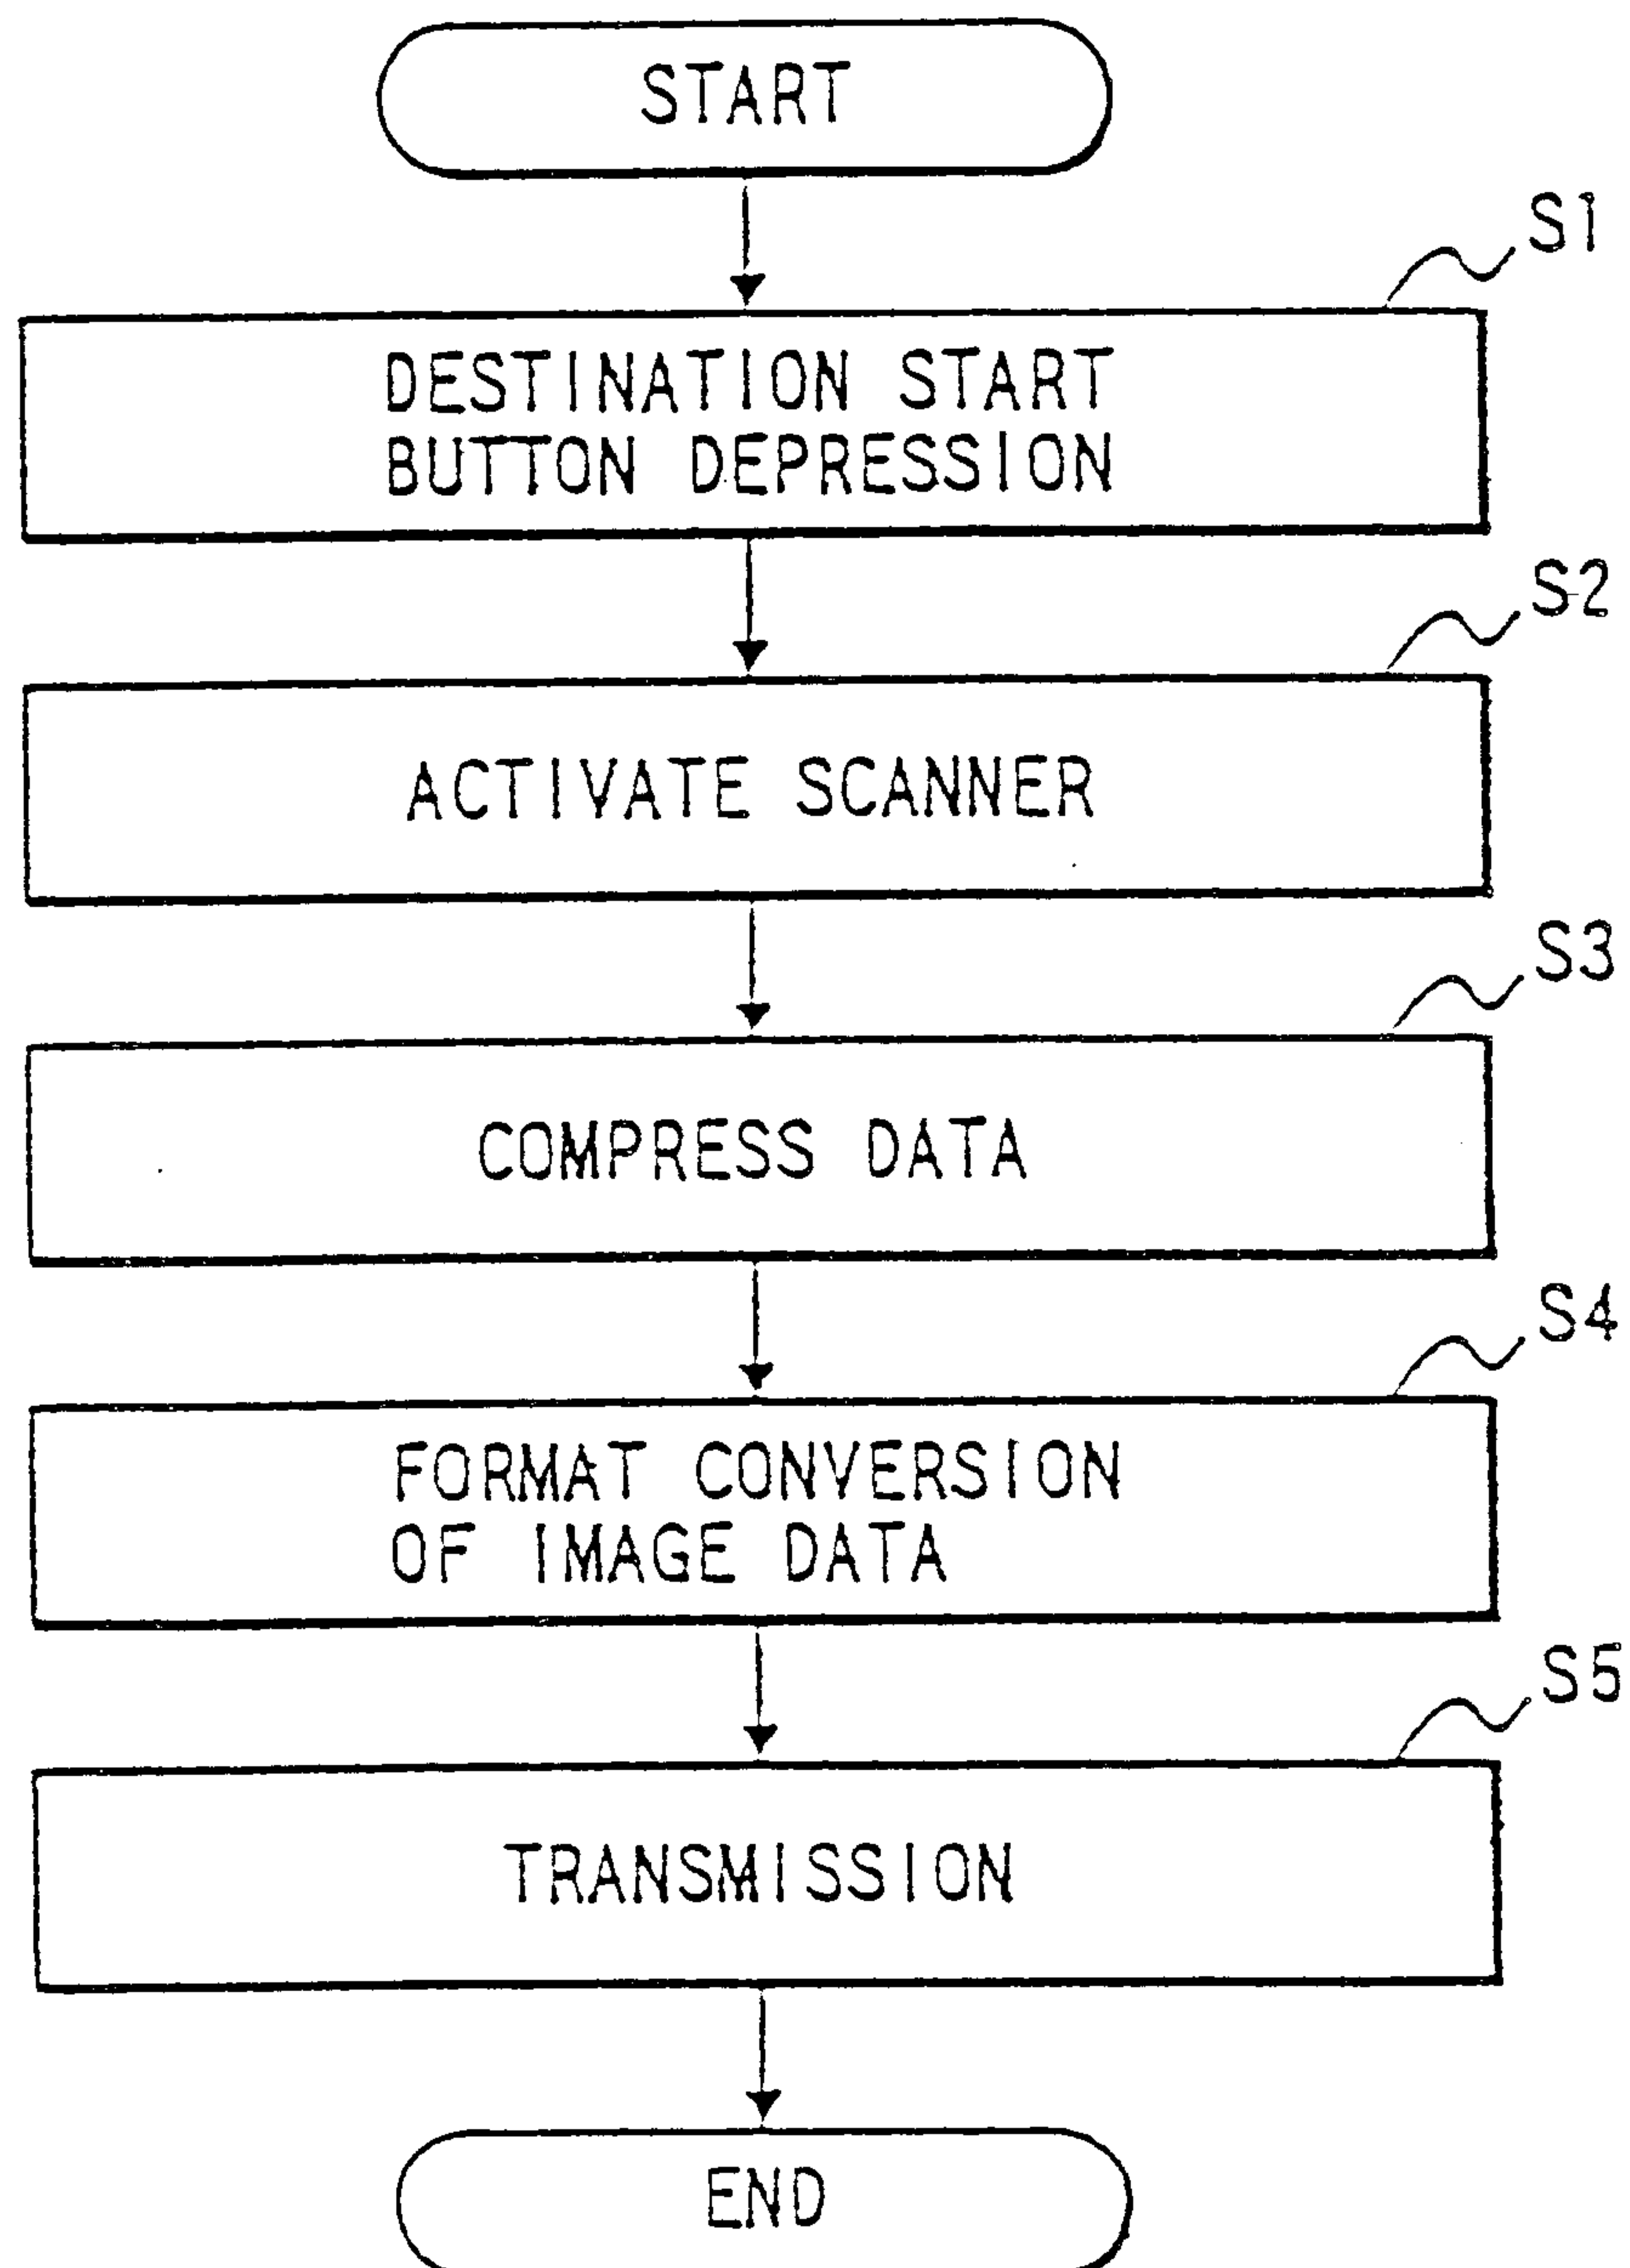 START
S1
DESTINATION START
BUTTON DEPRESSION
S2
ACTIVATE SCANNER
S3
COMPRESS DATA
S4
FORMAT CONVERSION
OF IMAGE DATA
S5
TRANSMISSION
END